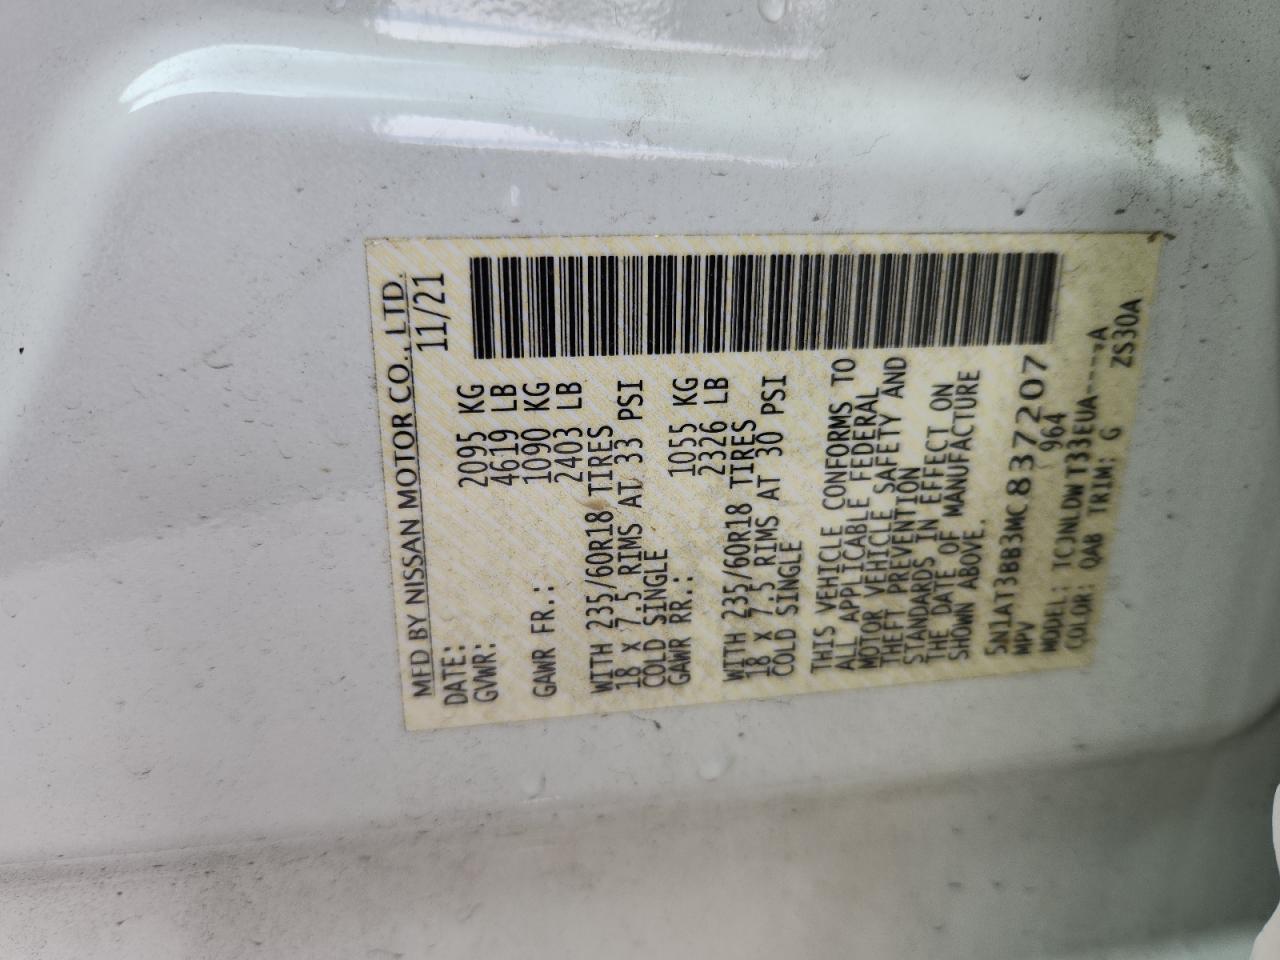 MFD BY NISSAN MOTOR CO., LTD.
DATE: 11/21
GVWR: 2095 KG
4619 LB
GAWR FR.: 1090 KG
2403 LB
WITH 235/60R18 TIRES
18 X 7.5 RIMS AT 33 PSI
COLD SINGLE
GAWR RR.: 1055 KG
2326 LB
WITH 235/60R18 TIRES
18 X 7.5 RIMS AT 30 PSI
COLD SINGLE
THIS VEHICLE CONFORMS TO
ALL APPLICABLE FEDERAL
MOTOR VEHICLE SAFETY AND
THEFT PREVENTION
STANDARDS IN EFFECT ON
THE DATE OF MANUFACTURE
SHOWN ABOVE.
5N1AT3BB3MC837207
MPV 964
MODEL: TCJNLDWT33EUA----A
COLOR: QAB TRIM: G ZS30A